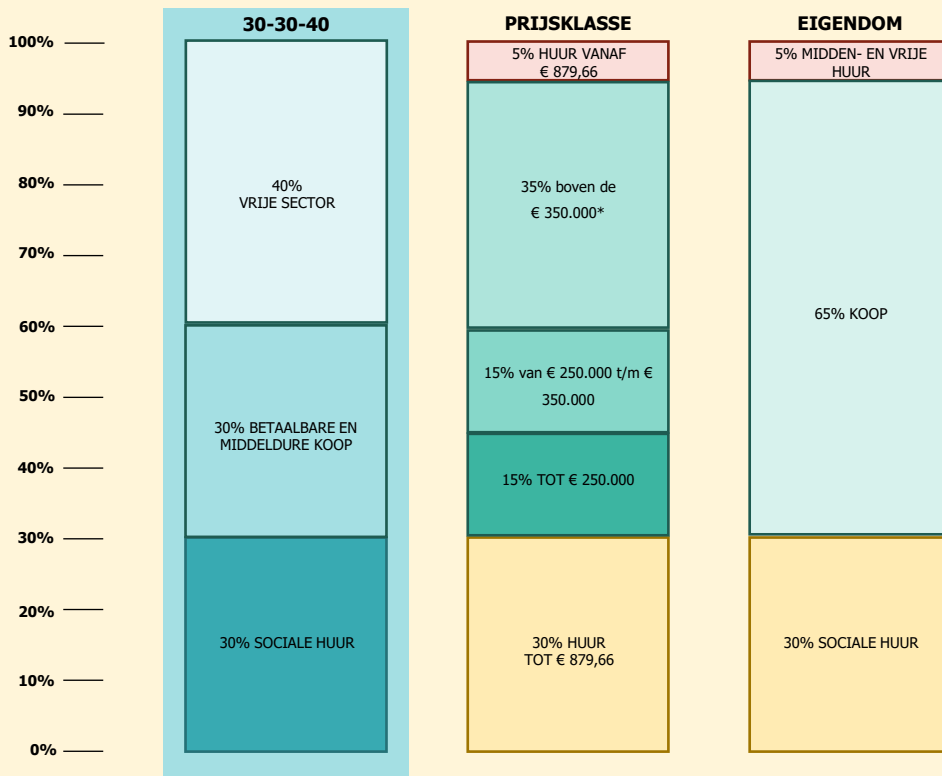 30-30-40
PRIJSKLASSE
EIGENDOM
100%
90%
80%
70%
60%
50%
40%
30%
20%
10%
0%
40%
VRIJE SECTOR
30% BETAALBARE EN
MIDDELDURE KOOP
30% SOCIALE HUUR
5% HUUR VANAF
€ 879,66
35% boven de
€ 350.000*
15% van € 250.000 t/m €
350.000
15% TOT € 250.000
30% HUUR
TOT € 879,66
5% MIDDEN- EN VRIJE
HUUR
65% KOOP
30% SOCIALE HUUR